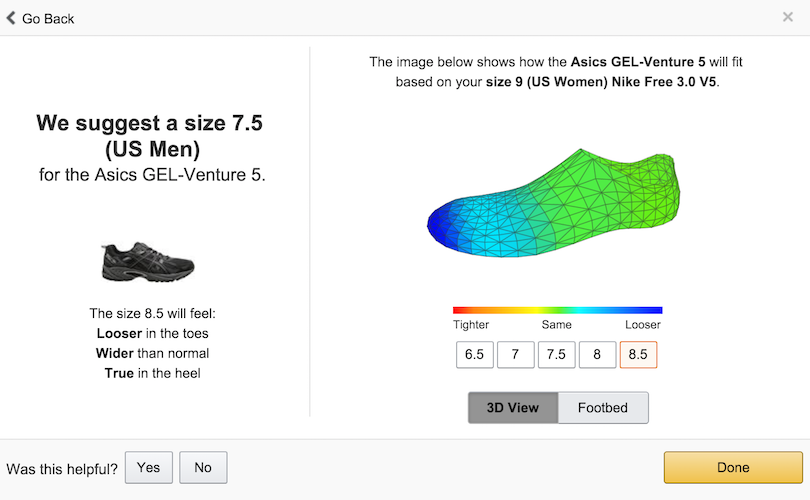 Go Back
×
We suggest a size 7.5
(US Men)
for the Asics GEL-Venture 5.
The size 8.5 will feel:
Looser in the toes
Wider than normal
True in the heel
The image below shows how the Asics GEL-Venture 5 will fit
based on your size 9 (US Women) Nike Free 3.0 V5.
Tighter Same Looser
6.5 7 7.5 8 8.5
3D View Footbed
Was this helpful? Yes No
Done